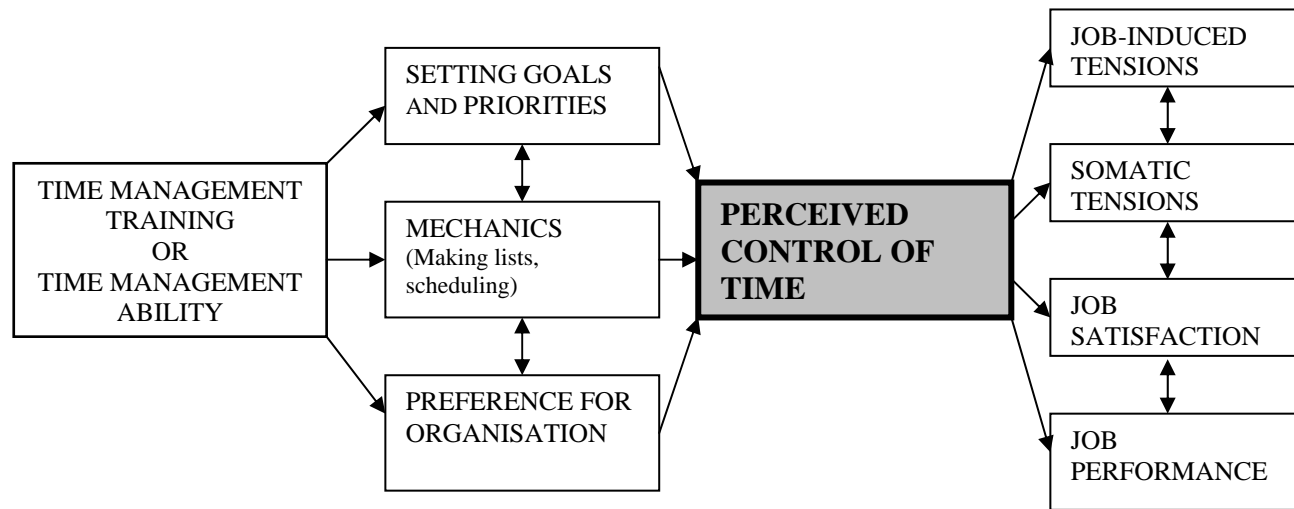 TIME MANAGEMENT
TRAINING
OR
TIME MANAGEMENT
ABILITY
SETTING GOALS
AND PRIORITIES
MECHANICS
(Making lists,
scheduling)
PREFERENCE FOR
ORGANISATION
PERCEIVED
CONTROL OF
TIME
JOB-INDUCED
TENSIONS
SOMATIC
TENSIONS
JOB
SATISFACTION
JOB
PERFORMANCE